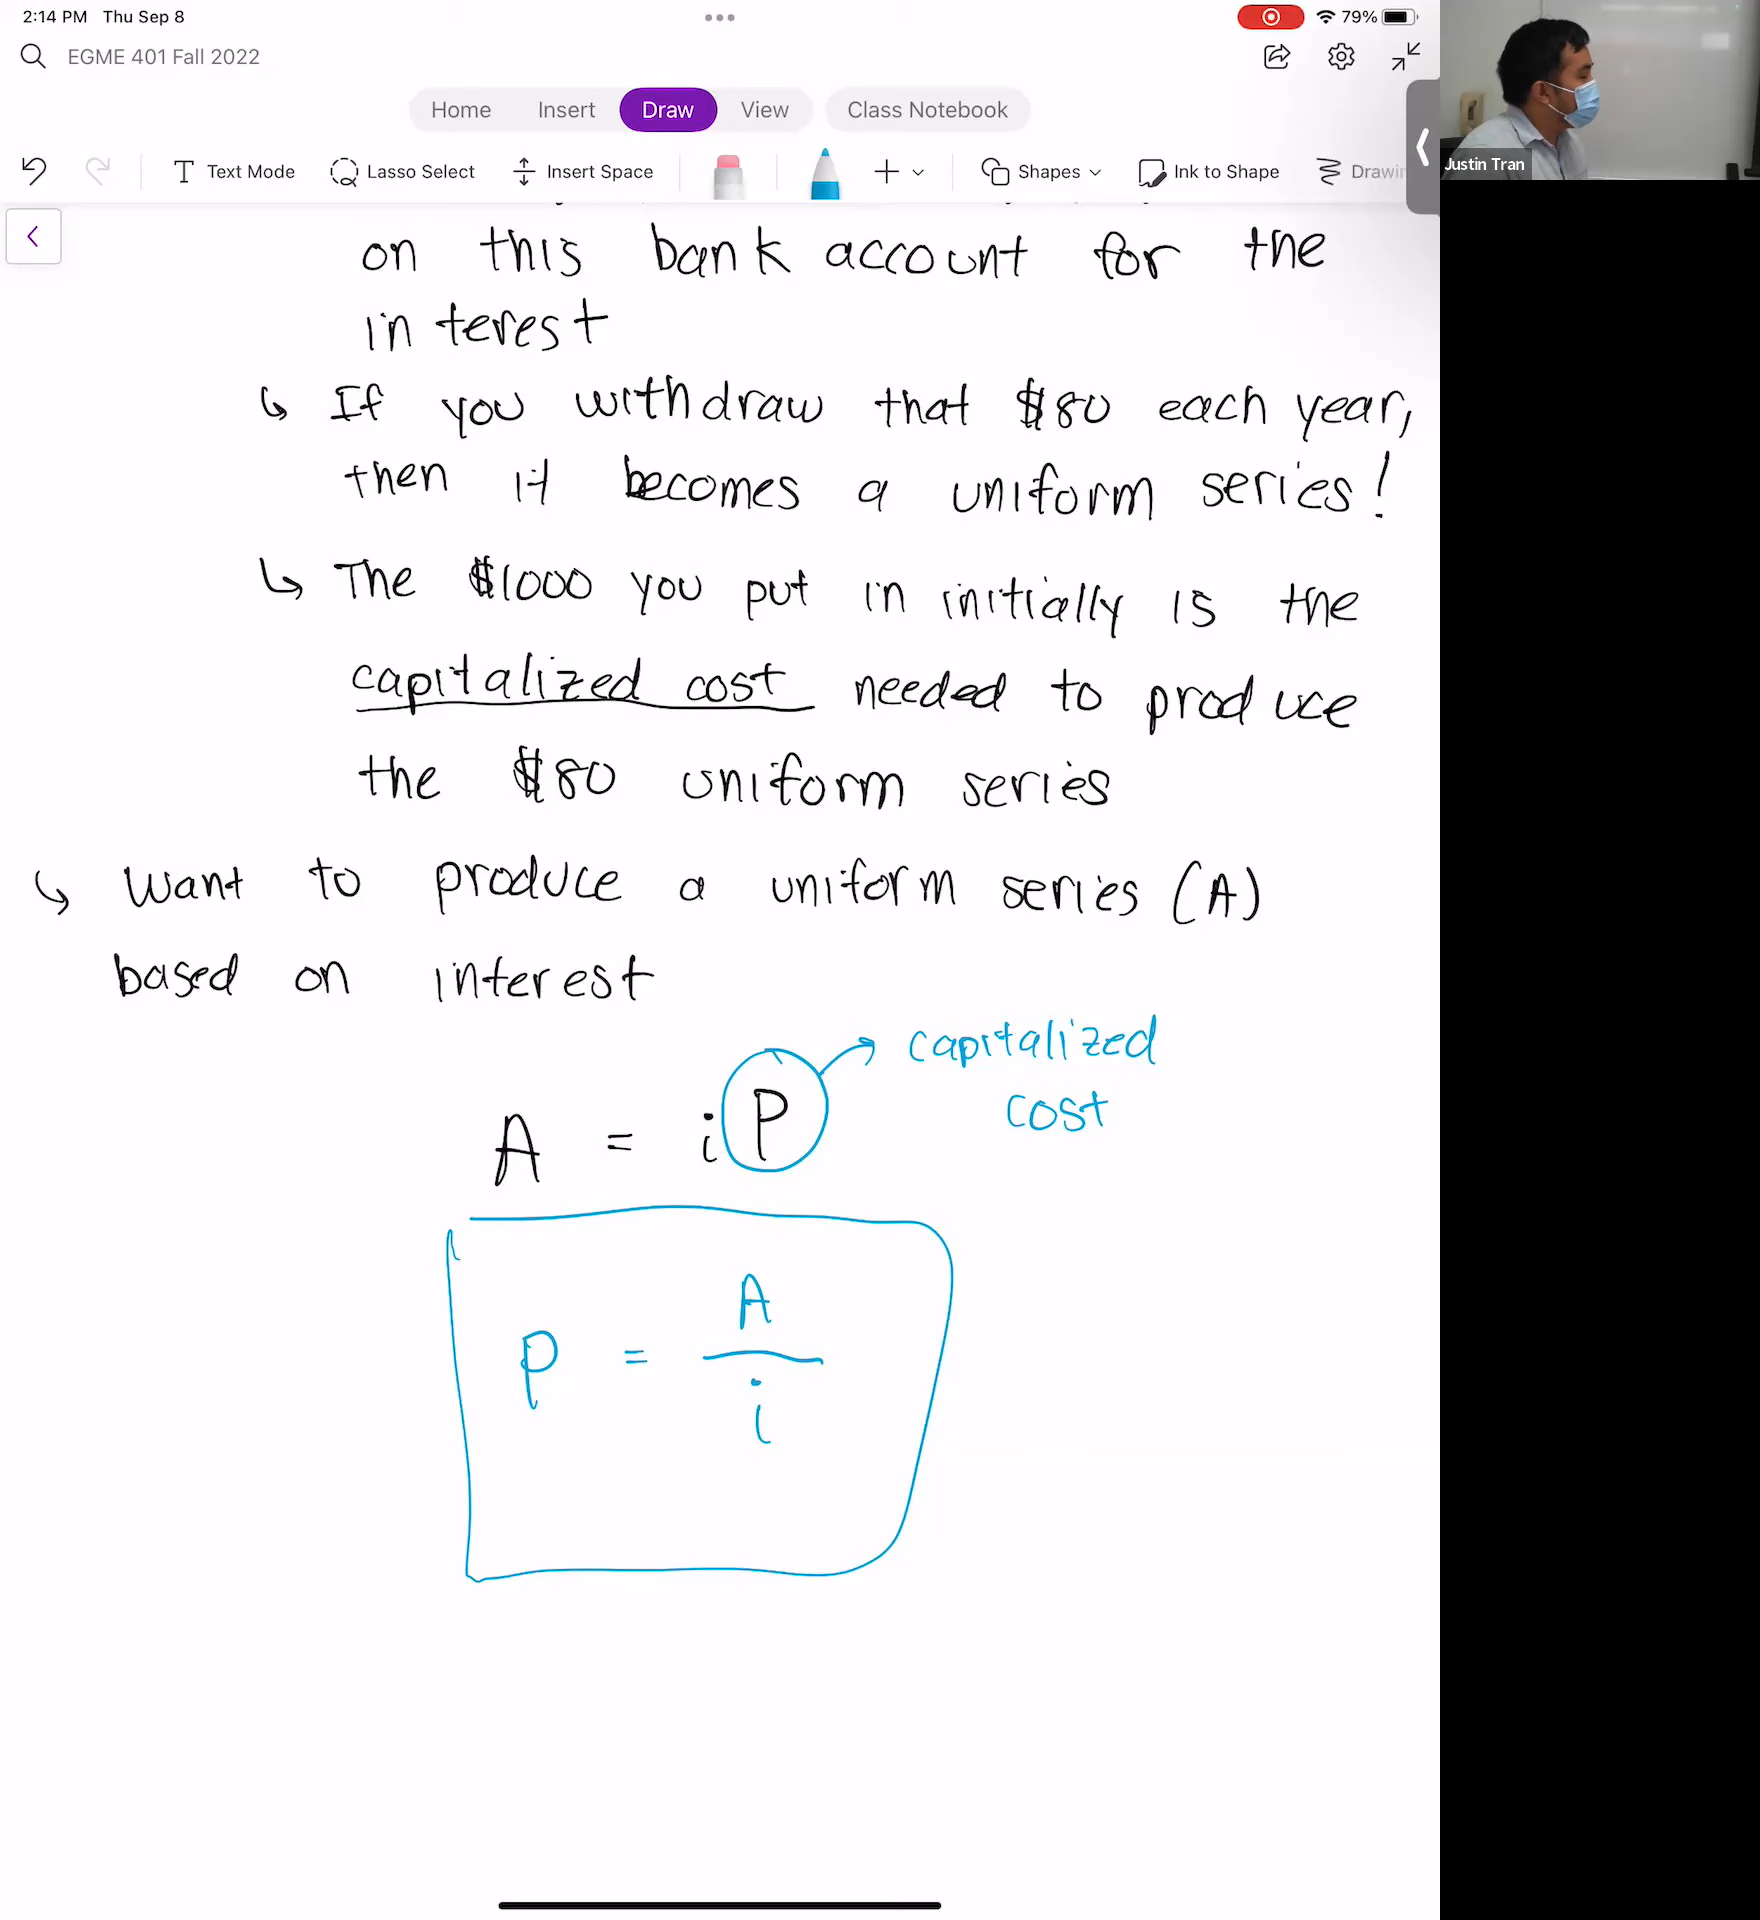 2:14 PM Thu Sep 8
79%
EGME 401 Fall 2022
Home Insert Draw View Class Notebook
Text Mode Lasso Select Insert Space Shapes Ink to Shape Drawi
Justin Tran
on this bank account for the
interest
↳ If you withdraw that $80 each year,
then it becomes a uniform series!
↳ The $1000 you put in initially is the
capitalized cost needed to produce
the $80 uniform series
↳ Want to produce a uniform series (A)
based on interest
capitalized
cost
A = iP
P = A
i